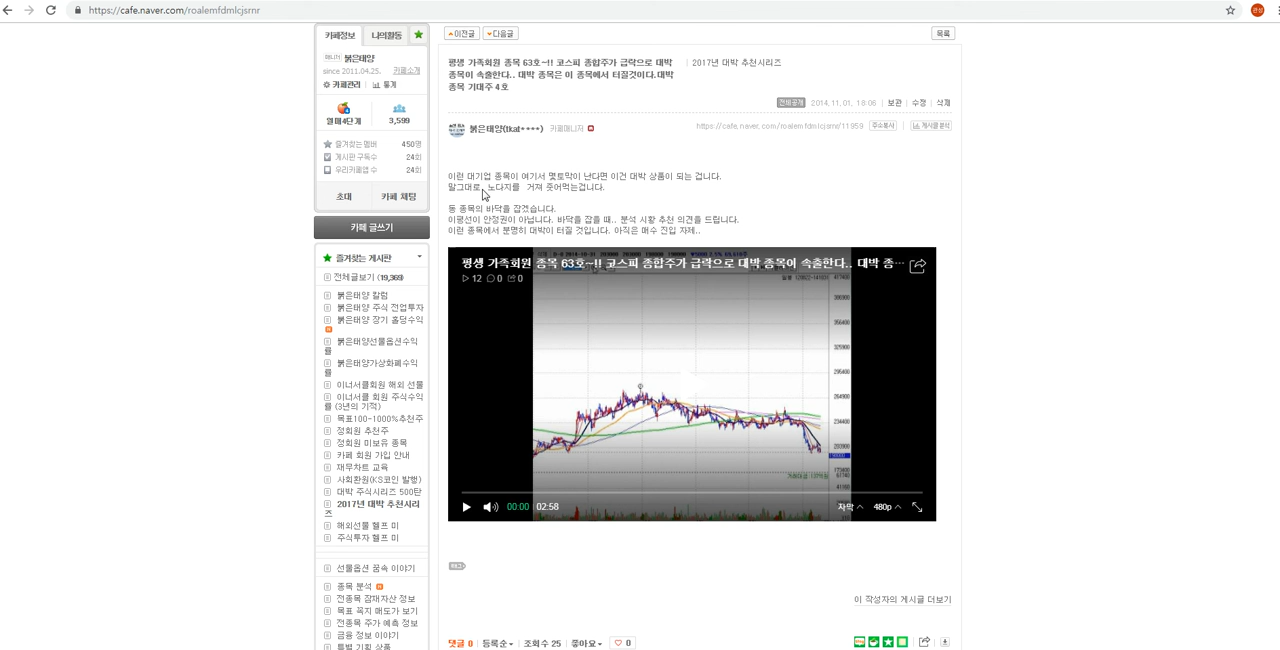 https://cafe.naver.com/roalemfdmlcjsrnr
카페정보
나의활동
매니저 붉은태양
since 2011.04.25.
카페소개
카페관리
통계
열매4단계
3,599
즐겨찾는 멤버 450명
게시판 구독수 24회
우리카페앱 수 24회
초대
카페 채팅
카페 글쓰기
즐겨찾는 게시판
전체글보기 (19,369)
붉은태양 칼럼
붉은태양 주식 전업투자
붉은태양 장기 홀딩수익
붉은태양선물옵션수익
률
붉은태양가상화폐수익
률
이너서클회원 해외 선물
이너서클 회원 주식수익
률 (3년의 기적)
목표100-1000%추천주
정회원 추천주
정회원 미보유 종목
카페 회원 가입 안내
재무차트 교육
사회환원(KS코인 발행)
대박 주식시리즈 500탄
2017년 대박 추천시리
즈
해외선물 헬프 미
주식투자 헬프 미
선물옵션 꿈속 이야기
종목 분석
전종목 잠재자산 정보
목표 꼭지 매도가 보기
전종목 주가 예측 정보
금융 정보 이야기
특별 기획 상품
이전글
다음글
목록
평생 가족회원 종목 63호~!! 코스피 종합주가 급락으로 대박
종목이 속출한다.. 대박 종목은 이 종목에서 터질것이다.대박
종목 기대주 4호
2017년 대박 추천시리즈
전체공개
2014.11.01. 18:06
보관
수정
삭제
붉은태양(tkat****)
카페매니저
https://cafe.naver.com/roalemfdmlcjsrnr/11959
주소복사
게시글 분석
이런 대기업 종목이 여기서 몇토막이 난다면 이건 대박 상품이 되는 겁니다.
말그대로 노다지를 거져 줏어먹는겁니다.
동 종목의 바닥을 잡겠습니다.
이평선이 안정권이 아닙니다. 바닥을 잡을 때.. 분석 시황 추천 의견을 드립니다.
이런 종목에서 분명히 대박이 터질 것입니다. 아직은 매수 진입 자제..
평생 가족회원 종목 63호~!! 코스피 종합주가 급락으로 대박 종목이 속출한다.. 대박 종…
12 0 0
00:00 02:58
자막
480p
태그
이 작성자의 게시글 더보기
댓글 0
등록순
조회수 25
좋아요
0